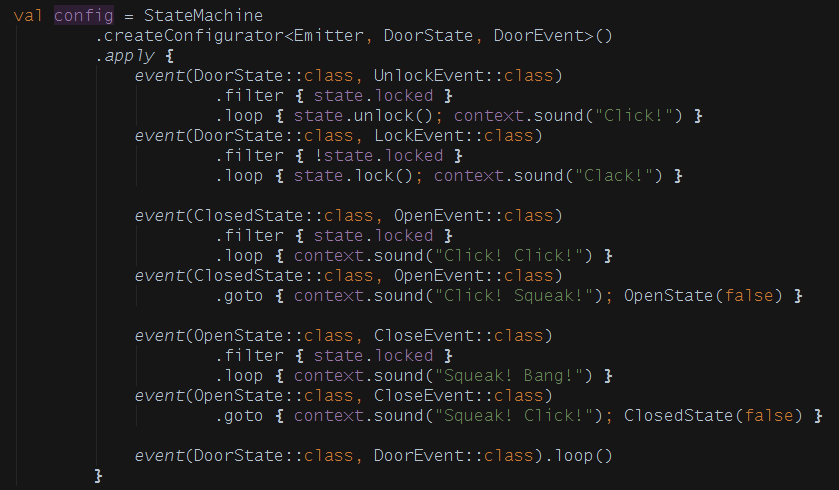 val config = StateMachine
.createConfigurator<Emitter, DoorState, DoorEvent>()
.apply {
event(DoorState::class, UnlockEvent::class)
.filter { state.locked }
.loop { state.unlock(); context.sound("Click!") }
event(DoorState::class, LockEvent::class)
.filter { !state.locked }
.loop { state.lock(); context.sound("Clack!") }
event(ClosedState::class, OpenEvent::class)
.filter { state.locked }
.loop { context.sound("Click! Click!") }
event(ClosedState::class, OpenEvent::class)
.goto { context.sound("Click! Squeak!"); OpenState(false) }
event(OpenState::class, CloseEvent::class)
.filter { state.locked }
.loop { context.sound("Squeak! Bang!") }
event(OpenState::class, CloseEvent::class)
.goto { context.sound("Squeak! Click!"); ClosedState(false) }
event(DoorState::class, DoorEvent::class).loop()
}